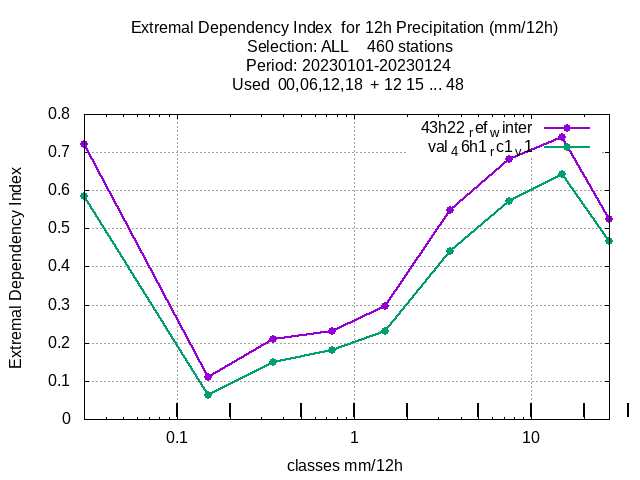 Extremal Dependency Index  for 12h Precipitation (mm/12h)
Selection: ALL    460 stations
Period: 20230101-20230124
Used  00,06,12,18  + 12 15 ... 48
43h22_ref_winter
val_46h1_rc1_v1
Extremal Dependency Index
0.8
0.7
0.6
0.5
0.4
0.3
0.2
0.1
0
0.1 1 10
classes mm/12h